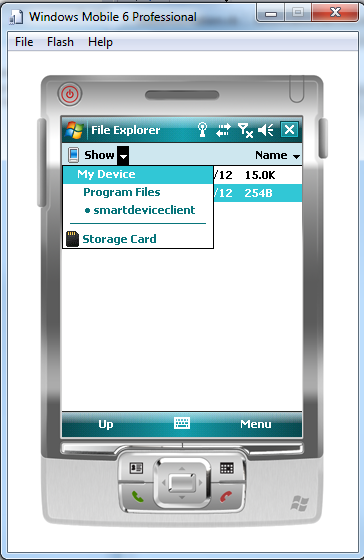 Windows Mobile 6 Professional
File Flash Help
File Explorer
Show Name
My Device /12 15.0K
Program Files /12 254B
• smartdeviceclient
Storage Card
Up Menu